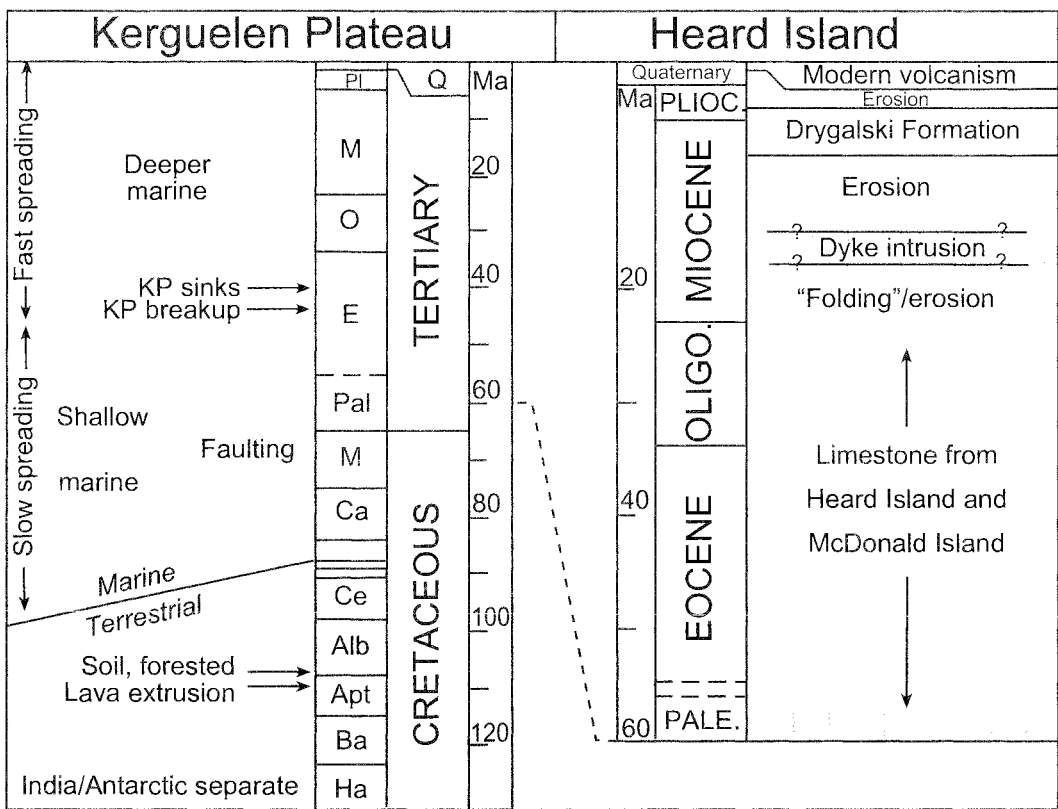 Kerguelen Plateau
Heard Island
Fast spreading
Slow spreading
Deeper
marine
KP sinks
KP breakup
Shallow
marine
Faulting
Marine
Terrestrial
Soil, forested
Lava extrusion
India/Antarctic separate
Pl
M
O
E
Pal
M
Ca
Ce
Alb
Apt
Ba
Ha
Q
TERTIARY
CRETACEOUS
Ma
20
40
60
80
100
120
Quaternary
Ma
20
40
60
PLIOC.
MIOCENE
OLIGO.
EOCENE
PALE.
Modern volcanism
Erosion
Drygalski Formation
Erosion
? ?
Dyke intrusion
? ?
“Folding”/erosion
Limestone from
Heard Island and
McDonald Island